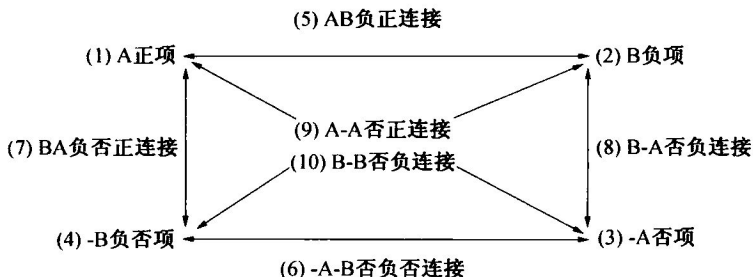 (5) AB负正连接
(1) A正项
(2) B负项
(9) A-A否正连接
(7) BA负否正连接
(10) B-B否负连接
(8) B-A否负连接
(4) -B负否项
(3) -A否项
(6) -A-B否负否连接